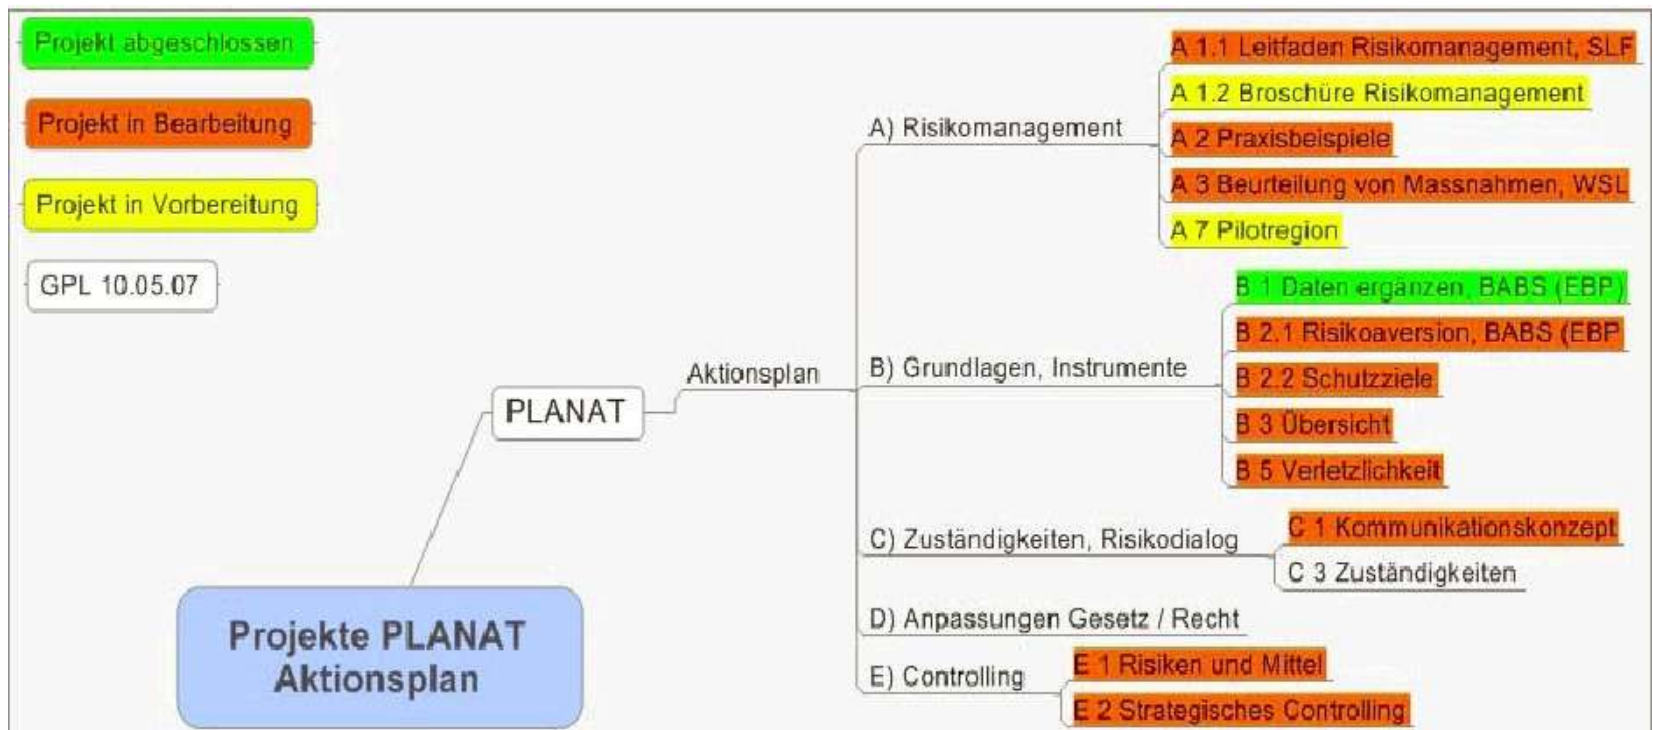 Projekt abgeschlossen
Projekt in Bearbeitung
Projekt in Vorbereitung
GPL 10.05.07
Projekte PLANAT
Aktionsplan
PLANAT
Aktionsplan
A) Risikomanagement
A 1.1 Leitfaden Risikomanagement, SLF
A 1.2 Broschüre Risikomanagement
A 2 Praxisbeispiele
A 3 Beurteilung von Massnahmen, WSL
A 7 Pilotregion
B) Grundlagen, Instrumente
B 1 Daten ergänzen, BABS (EBP)
B 2.1 Risikoaversion, BABS (EBP
B 2.2 Schutzziele
B 3 Übersicht
B 5 Verletzlichkeit
C) Zuständigkeiten, Risikodialog
C 1 Kommunikationskonzept
C 3 Zuständigkeiten
D) Anpassungen Gesetz / Recht
E) Controlling
E 1 Risiken und Mittel
E 2 Strategisches Controlling